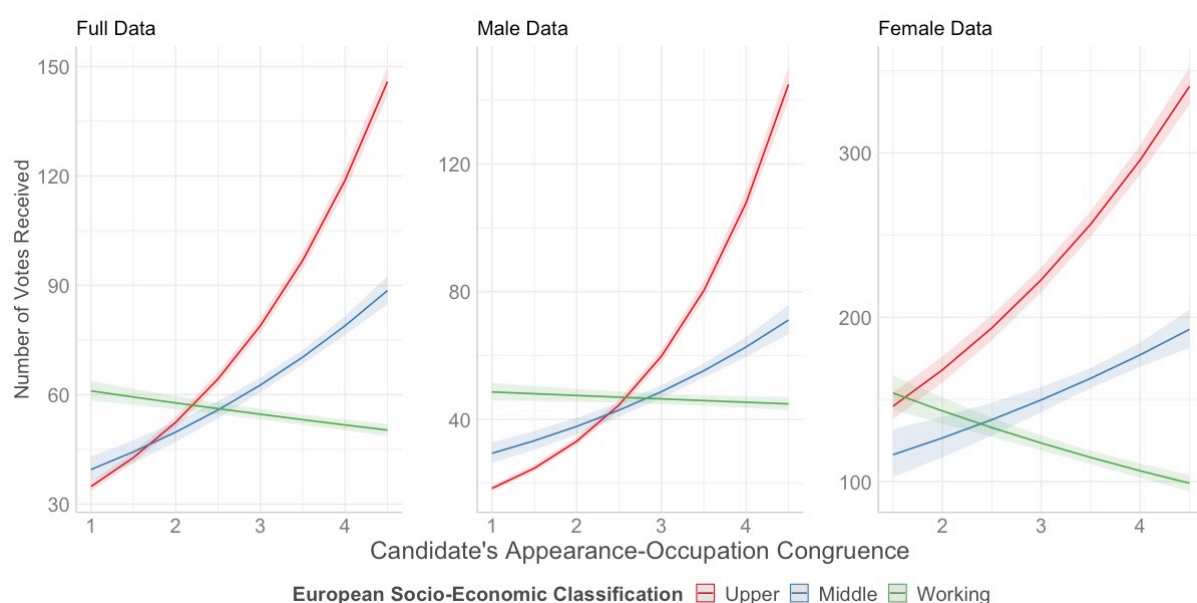 Full Data
Male Data
Female Data
Number of Votes Received
150
120
90
60
30
120
80
40
300
200
100
1 2 3 4
1 2 3 4
2 3 4
Candidate's Appearance-Occupation Congruence
European Socio-Economic Classification Upper Middle Working